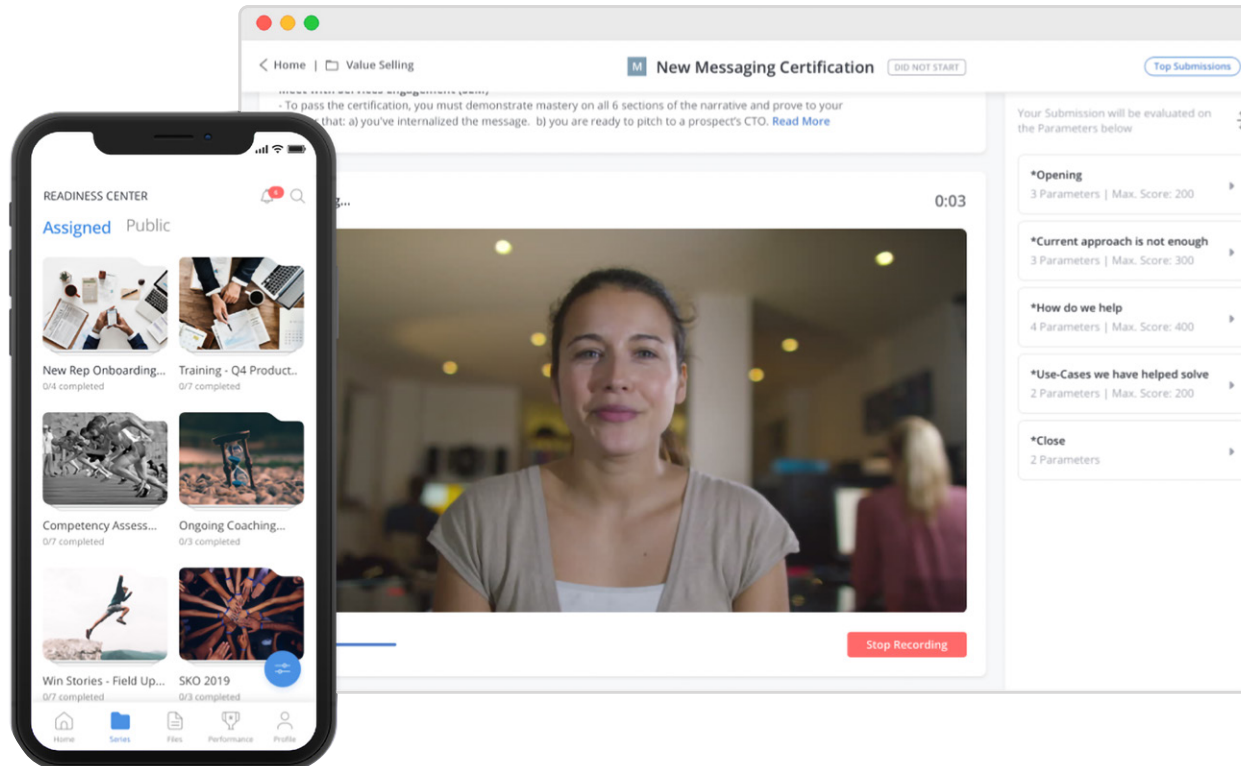 Home | Value Selling
M New Messaging Certification DID NOT START
Top Submissions
Meet with Services Engagement
- To pass the certification, you must demonstrate mastery on all 6 sections of the narrative and prove to your
that: a) you've internalized the message. b) you are ready to pitch to a prospect's CTO. Read More
0:03
Stop Recording
Your Submission will be evaluated on
the Parameters below
*Opening
3 Parameters | Max. Score: 200
*Current approach is not enough
3 Parameters | Max. Score: 300
*How do we help
4 Parameters | Max. Score: 400
*Use-Cases we have helped solve
2 Parameters | Max. Score: 200
*Close
2 Parameters
READINESS CENTER
Assigned Public
New Rep Onboarding... Training - Q4 Product..
0/4 completed 0/7 completed
Competency Assess... Ongoing Coaching...
0/7 completed 0/3 completed
Win Stories - Field Up... SKO 2019
0/7 completed 0/3 completed
Home Series Files Performance Profile